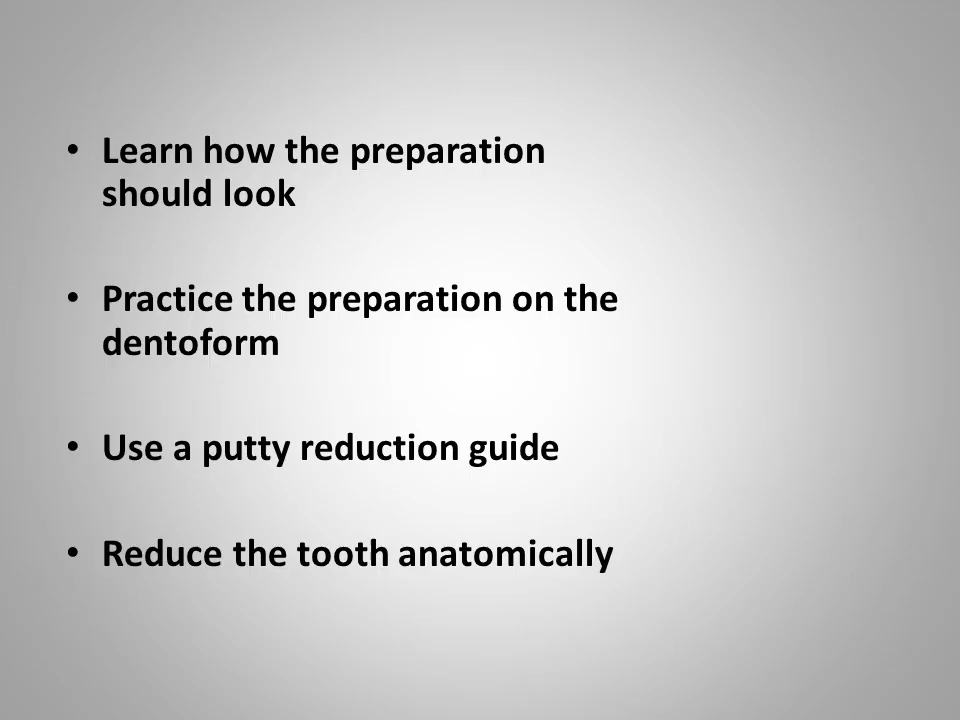 • Learn how the preparation
should look
• Practice the preparation on the
dentoform
• Use a putty reduction guide
• Reduce the tooth anatomically